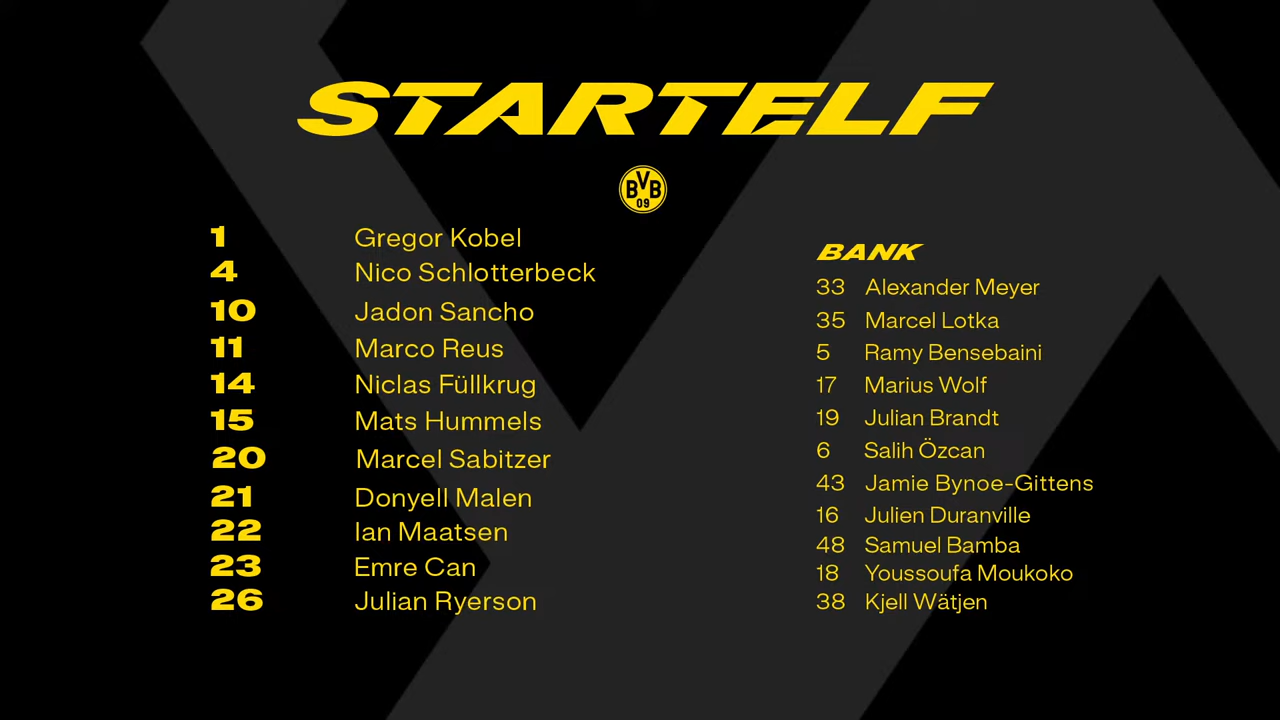 STARTELF
BVB
09
1 Gregor Kobel
4 Nico Schlotterbeck
10 Jadon Sancho
11 Marco Reus
14 Niclas Füllkrug
15 Mats Hummels
20 Marcel Sabitzer
21 Donyell Malen
22 Ian Maatsen
23 Emre Can
26 Julian Ryerson
BANK
33 Alexander Meyer
35 Marcel Lotka
5 Ramy Bensebaini
17 Marius Wolf
19 Julian Brandt
6 Salih Özcan
43 Jamie Bynoe-Gittens
16 Julien Duranville
48 Samuel Bamba
18 Youssoufa Moukoko
38 Kjell Wätjen